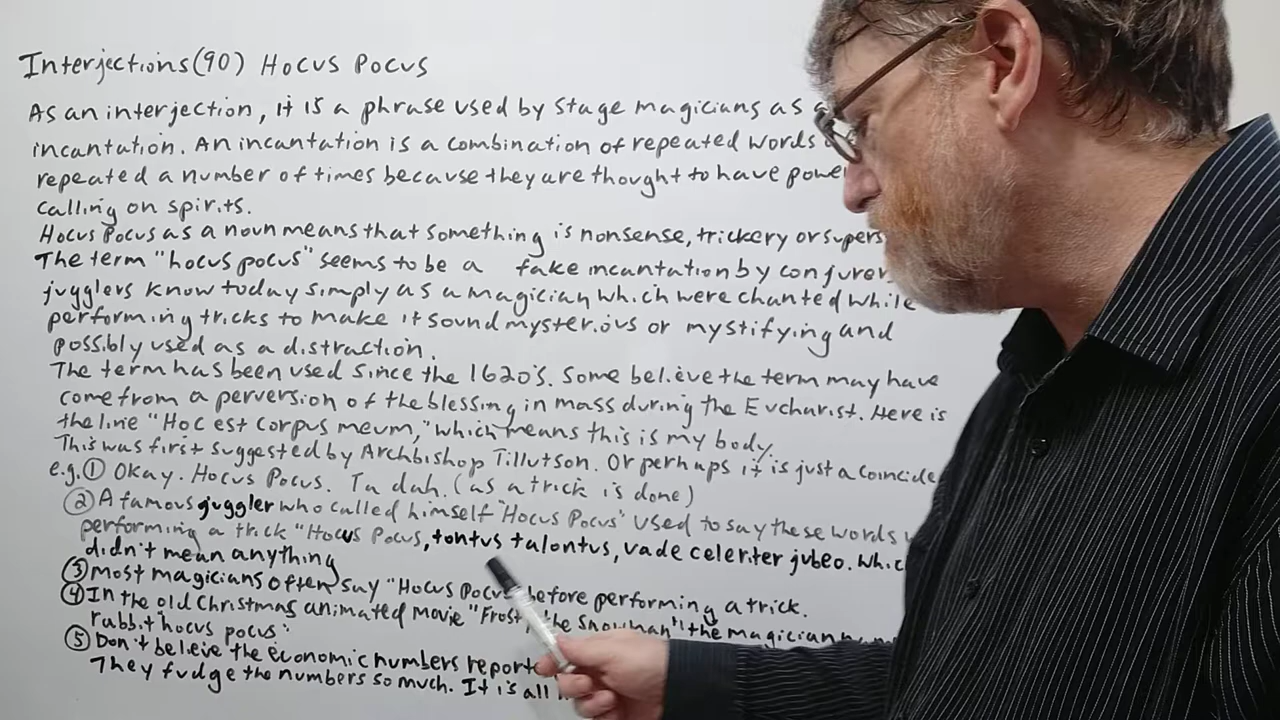 Interjections(90) Hocus Pocus
As an interjection, it is a phrase used by stage magicians as a
incantation. An incantation is a combination of repeated words
repeated a number of times because they are thought to have power
calling on spirits.
Hocus Pocus as a noun means that something is nonsense, trickery or supers
The term "hocus pocus" seems to be a fake incantation by conjurer
jugglers know today simply as a magician which were chanted while
performing tricks to make it sound mysterious or mystifying and
possibly used as a distraction.
The term has been used since the 1620's. Some believe the term may have
come from a perversion of the blessing in mass during the Eucharist. Here is
the line "Hoc est corpus meum," which means this is my body.
This was first suggested by Archbishop Tillutson. Or perhaps it is just a coincide
e.g. ① Okay. Hocus Pocus. Ta dah. (as a trick is done)
② A famous juggler who called himself "Hocus Pocus" used to say these words
performing a trick "Hocus Pocus, tontus talontus, vade celeriter jubeo. Whic
didn't mean anything
③ Most magicians often say "Hocus Pocus before performing a trick.
④ In the old Christmas animated movie "Frosty the Snowman" the magician
rabbit hocus pocus.
⑤ Don't believe the economic numbers reporte
They fudge the numbers so much. It is all